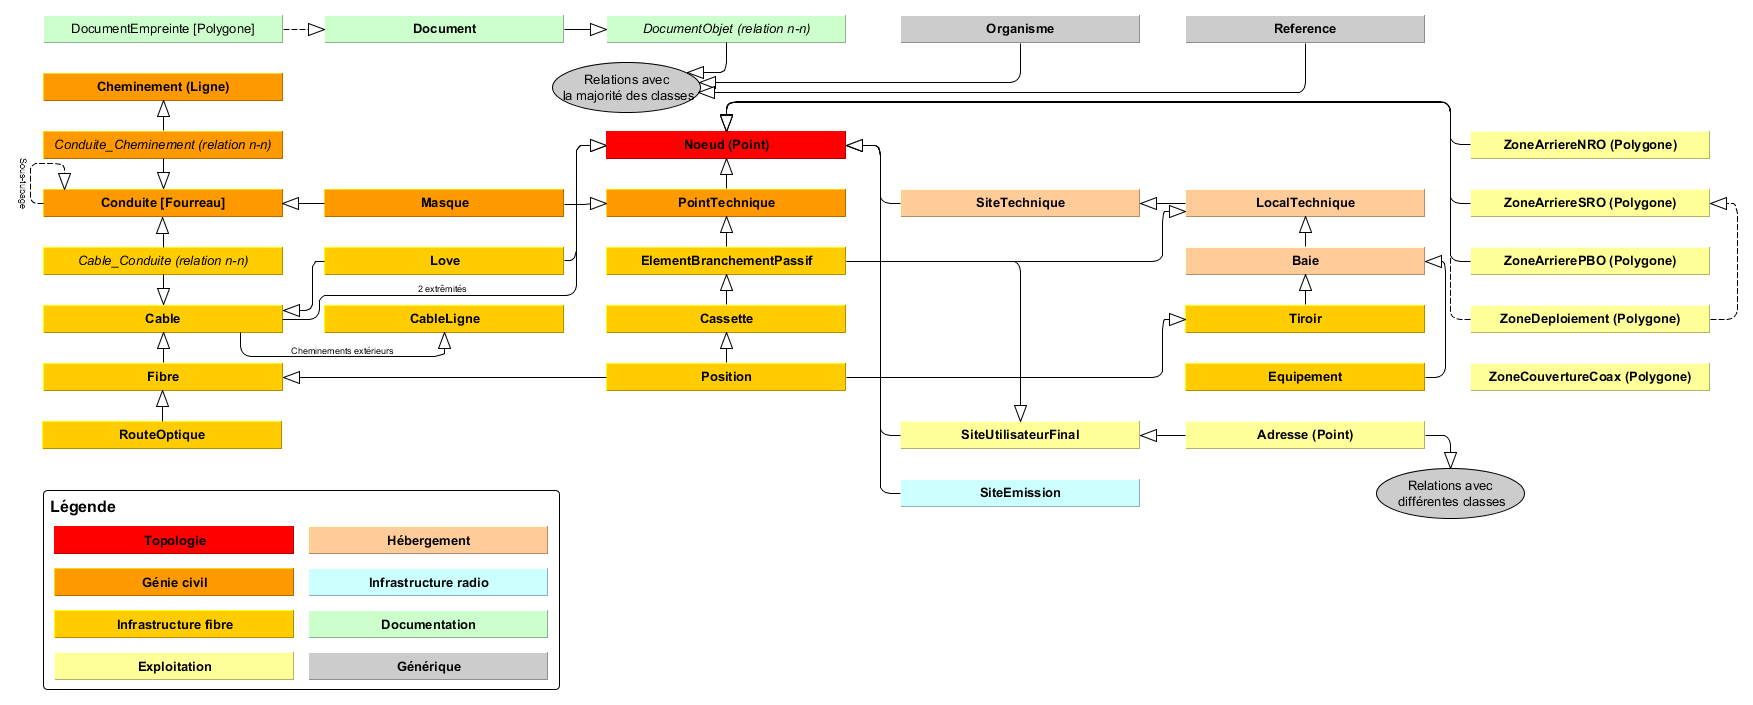 DocumentEmpreinte [Polygone]
Document
DocumentObjet (relation n-n)
Organisme
Reference
Relations avec
la majorité des classes
Cheminement (Ligne)
Conduite_Cheminement (relation n-n)
Noeud (Point)
ZoneArriereNRO (Polygone)
Sous-tubage
Conduite [Fourreau]
Masque
PointTechnique
SiteTechnique
LocalTechnique
ZoneArriereSRO (Polygone)
Cable_Conduite (relation n-n)
Love
ElementBranchementPassif
Baie
ZoneArrierePBO (Polygone)
2 extrêmités
Cable
CableLigne
Cassette
Tiroir
ZoneDeploiement (Polygone)
Cheminements extérieurs
Fibre
Position
Equipement
ZoneCouvertureCoax (Polygone)
RouteOptique
SiteUtilisateurFinal
Adresse (Point)
SiteEmission
Relations avec
différentes classes
Légende
Topologie
Hébergement
Génie civil
Infrastructure radio
Infrastructure fibre
Documentation
Exploitation
Générique